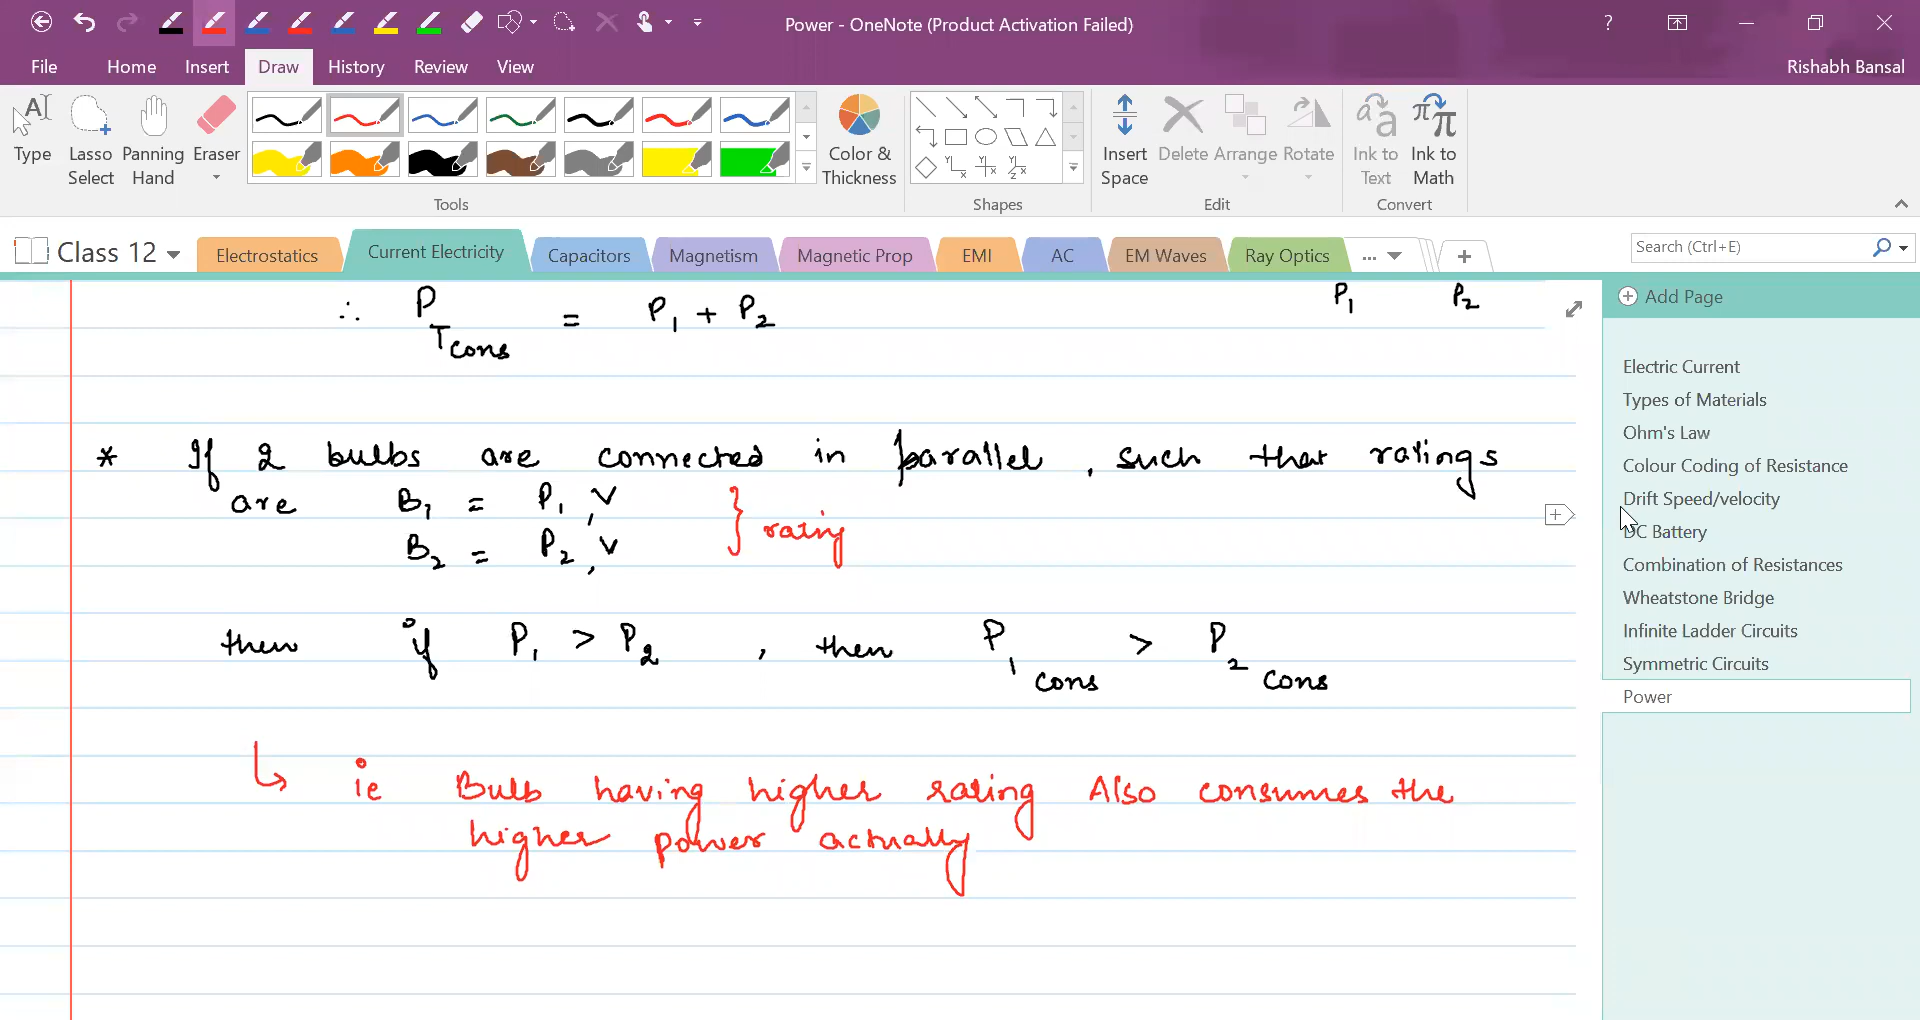 Power - OneNote (Product Activation Failed)
?
File Home Insert Draw History Review View
Rishabh Bansal
Type
Lasso Select
Panning Hand
Eraser
Color & Thickness
Insert Space
Delete
Arrange
Rotate
Ink to Text
Ink to Math
Tools
Shapes
Edit
Convert
Class 12
Electrostatics
Current Electricity
Capacitors
Magnetism
Magnetic Prop
EMI
AC
EM Waves
Ray Optics
...
+
Search (Ctrl+E)
∴ P_T cons = P₁ + P₂
P₁ P₂
* If 2 bulbs are connected in parallel, such that ratings
are B₁ = P₁, V
B₂ = P₂, V
} rating
then if P₁ > P₂, then P₁ cons > P₂ cons
↳ ie Bulb having higher rating Also consumes the
higher power actually
Add Page
Electric Current
Types of Materials
Ohm's Law
Colour Coding of Resistance
Drift Speed/velocity
DC Battery
Combination of Resistances
Wheatstone Bridge
Infinite Ladder Circuits
Symmetric Circuits
Power